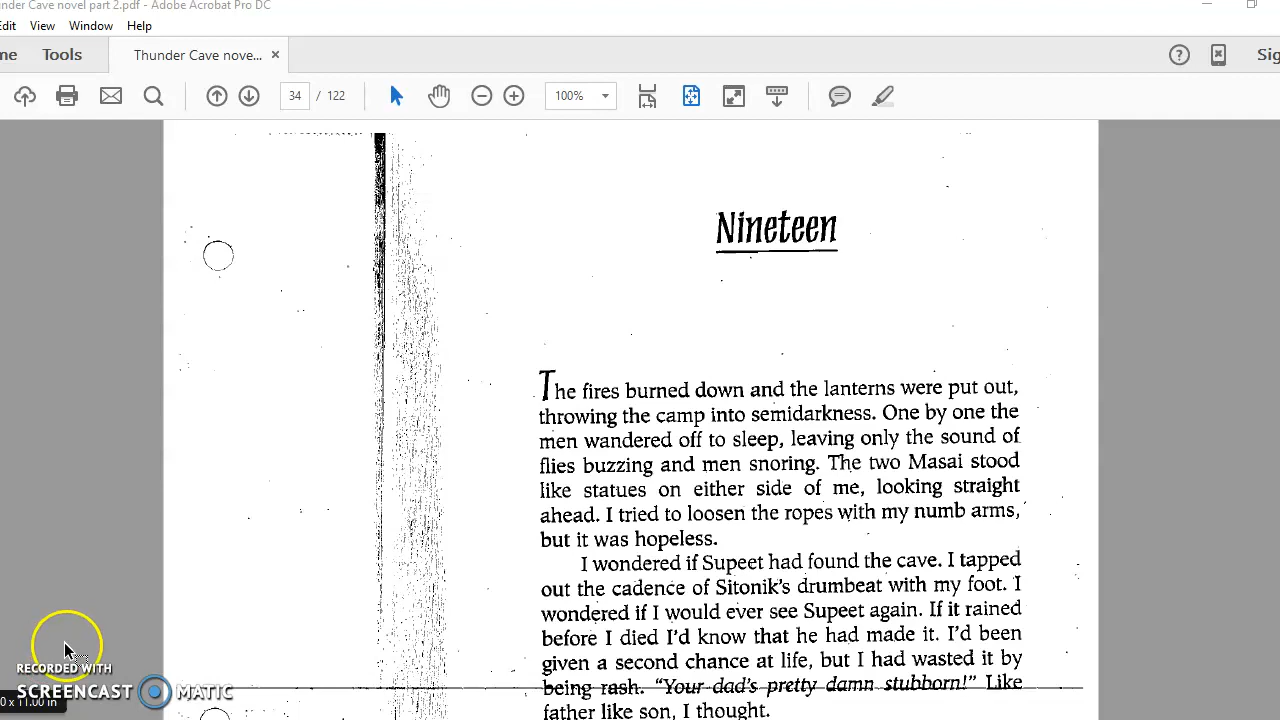 under Cave novel part 2.pdf - Adobe Acrobat Pro DC
Edit View Window Help
me Tools Thunder Cave nove... ×
Sig
34 / 122 100%
Nineteen
The fires burned down and the lanterns were put out,
throwing the camp into semidarkness. One by one the
men wandered off to sleep, leaving only the sound of
flies buzzing and men snoring. The two Masai stood
like statues on either side of me, looking straight
ahead. I tried to loosen the ropes with my numb arms,
but it was hopeless.
I wondered if Supeet had found the cave. I tapped
out the cadence of Sitonik's drumbeat with my foot. I
wondered if I would ever see Supeet again. If it rained
before I died I'd know that he had made it. I'd been
given a second chance at life, but I had wasted it by
being rash. "Your dad's pretty damn stubborn!" Like
father like son, I thought.
RECORDED WITH
SCREENCAST MATIC
0 x 11.00 in